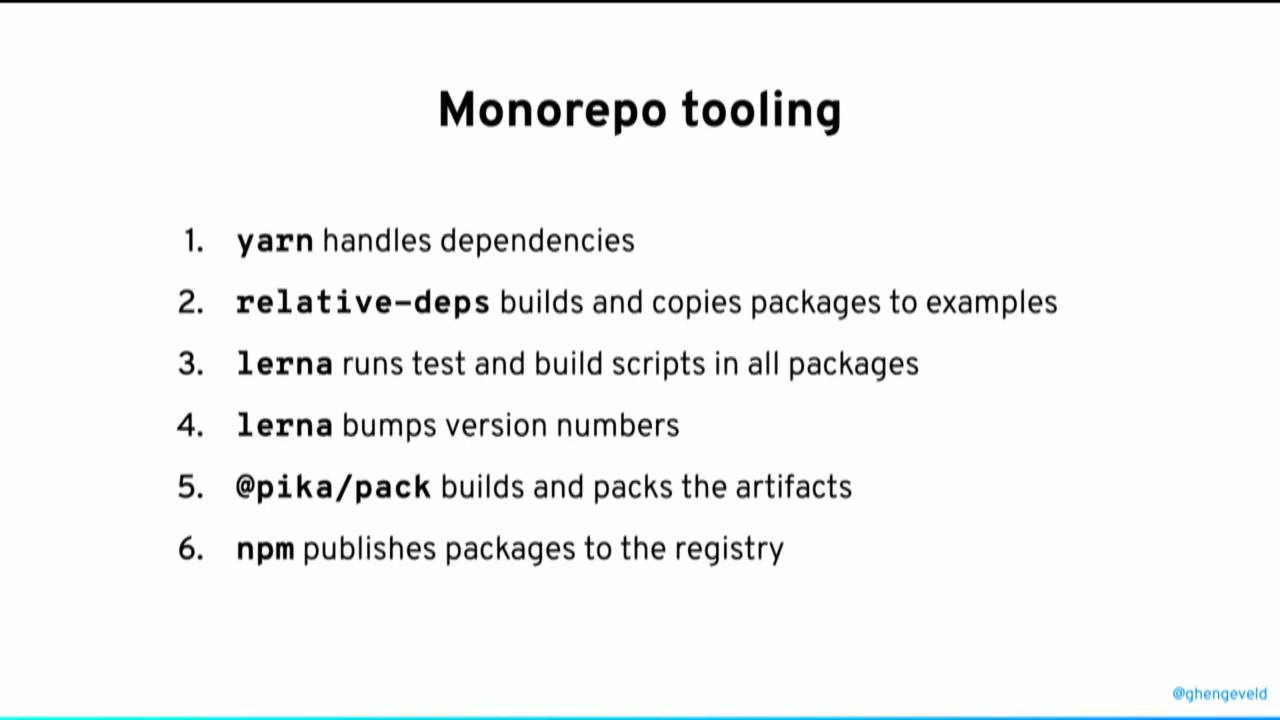 Monorepo tooling
1. yarn handles dependencies
2. relative-deps builds and copies packages to examples
3. lerna runs test and build scripts in all packages
4. lerna bumps version numbers
5. @pika/pack builds and packs the artifacts
6. npm publishes packages to the registry
@ghengeveld